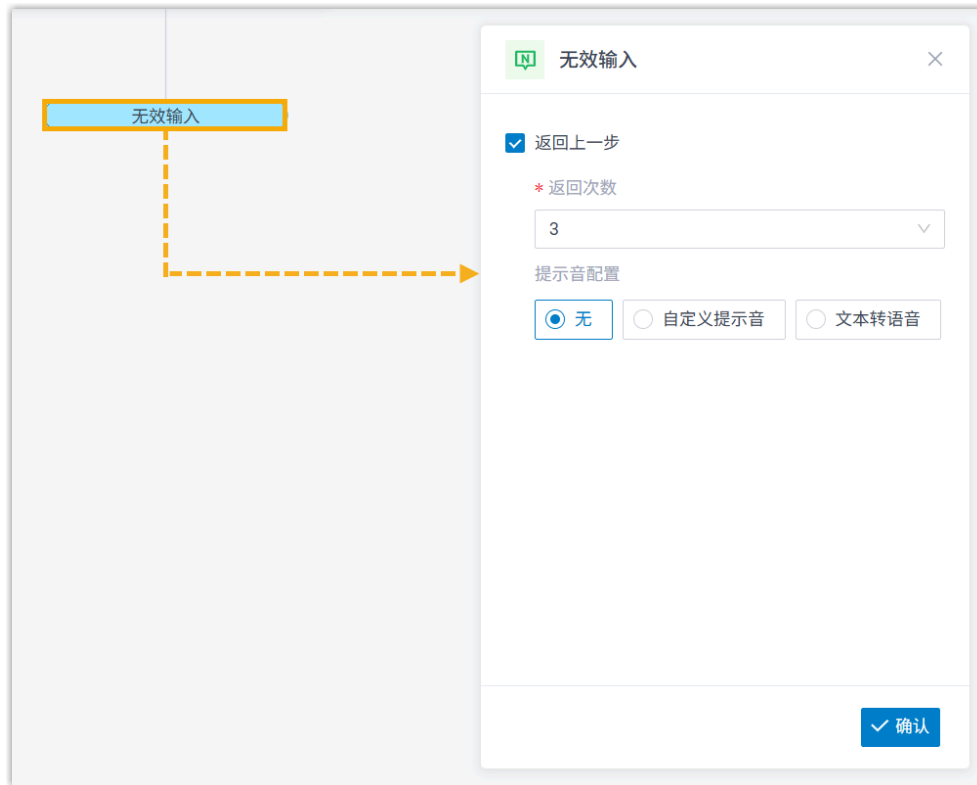 无效输入
无效输入
返回上一步
* 返回次数
3
提示音配置
无 自定义提示音 文本转语音
确认